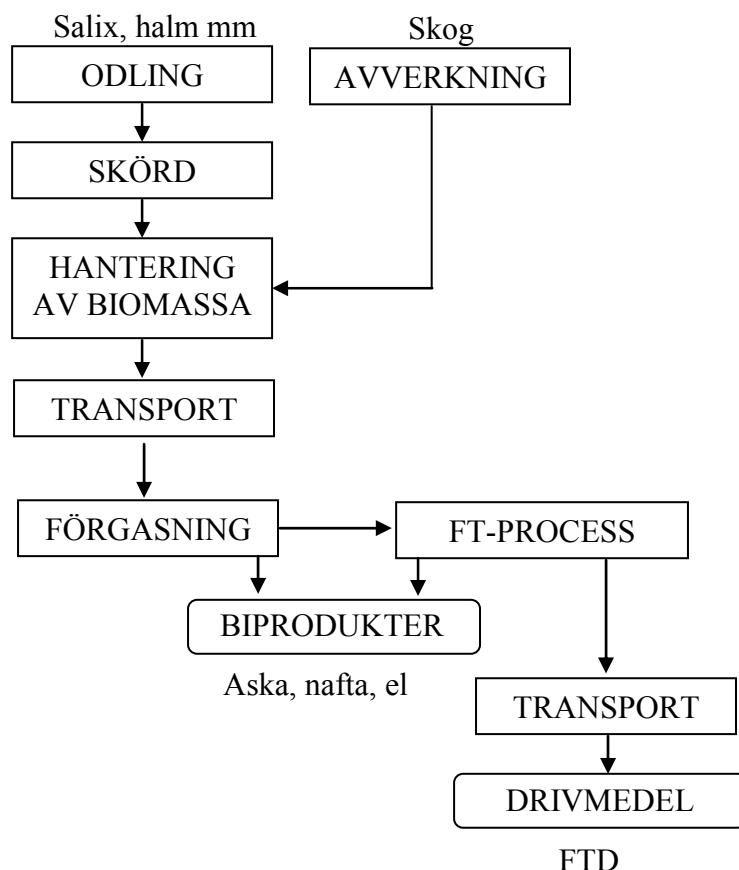 Salix, halm mm
Skog
ODLING
AVVERKNING
SKÖRD
HANTERING
AV BIOMASSA
TRANSPORT
FÖRGASNING
FT-PROCESS
BIPRODUKTER
Aska, nafta, el
TRANSPORT
DRIVMEDEL
FTD